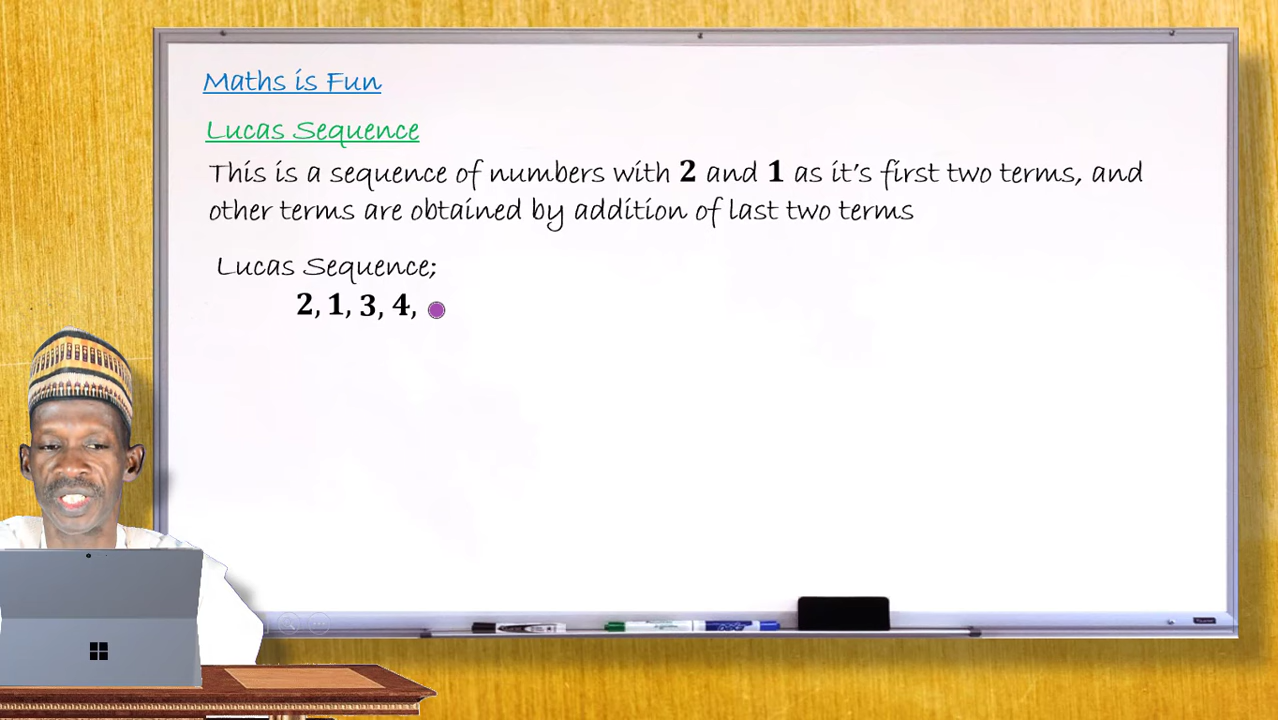 Maths is Fun
Lucas Sequence
This is a sequence of numbers with 2 and 1 as it's first two terms, and
other terms are obtained by addition of last two terms
Lucas Sequence;
2, 1, 3, 4,